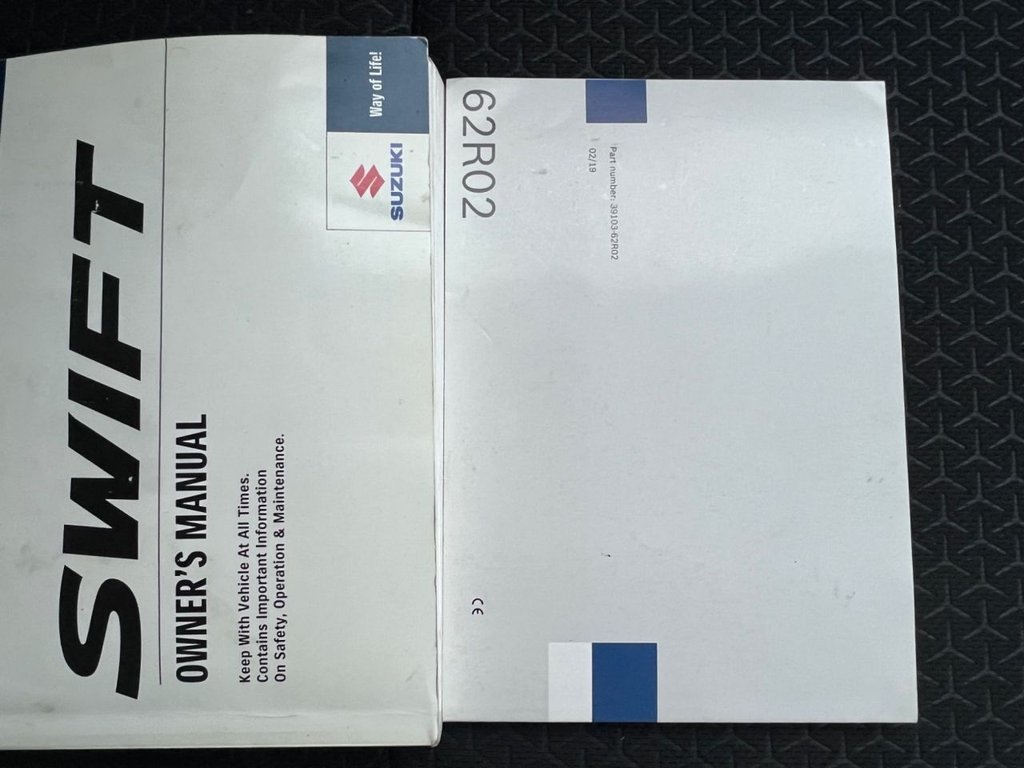 SWIFT
OWNER'S MANUAL
Keep With Vehicle At All Times.
Contains Important Information
On Safety, Operation & Maintenance.
Way of Life!
SUZUKI
62R02
Part number: 39103-62R02
02/19
CE